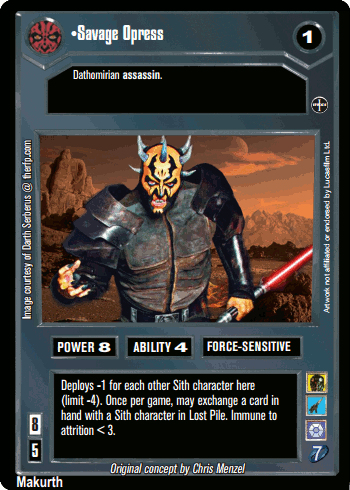 •Savage Opress
1
Dathomirian assassin.
Image courtesy of Darth Serberus @ therfp.com
Artwork not affiliated or endorsed by Lucasfilm Ltd.
POWER 8
ABILITY 4
FORCE-SENSITIVE
Deploys -1 for each other Sith character here
(limit -4). Once per game, may exchange a card in
hand with a Sith character in Lost Pile. Immune to
attrition < 3.
8
5
7
Original concept by Chris Menzel
Makurth